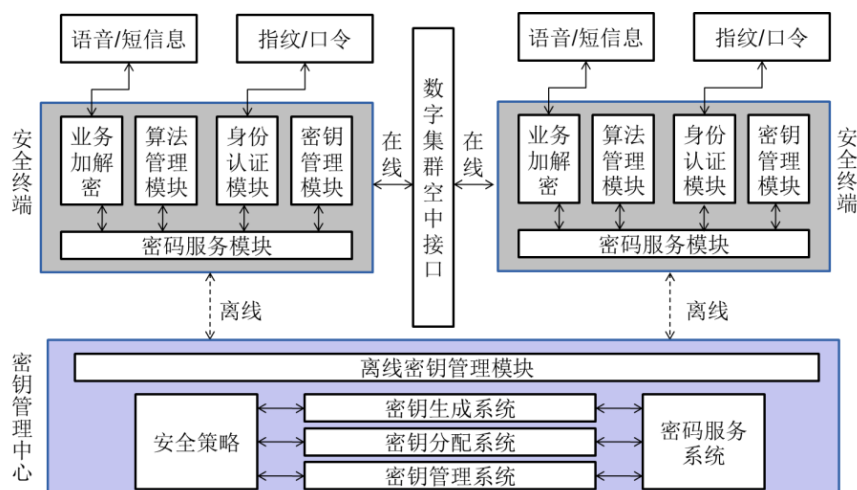 语音/短信息
指纹/口令
语音/短信息
指纹/口令
安全终端
业务
加解
密
算法
管理
模块
身份
认证
模块
密钥
管理
模块
密码服务模块
在线
数字集群空中接口
在线
业务
加解
密
算法
管理
模块
身份
认证
模块
密钥
管理
模块
密码服务模块
安全终端
离线
离线
密钥管理中心
离线密钥管理模块
安全策略
密钥生成系统
密钥分配系统
密钥管理系统
密码服务
系统